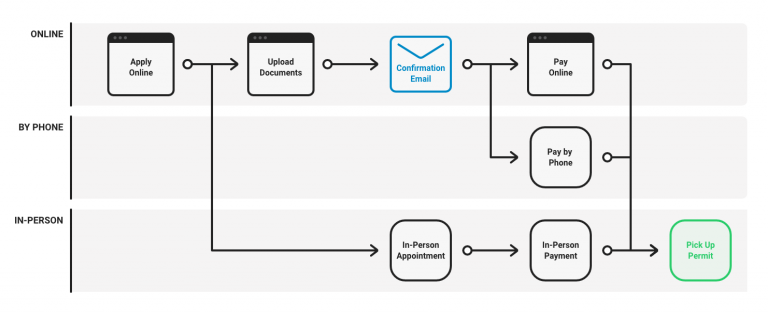 ONLINE
Apply
Online
Upload
Documents
Confirmation
Email
Pay
Online
BY PHONE
Pay by
Phone
IN-PERSON
In-Person
Appointment
In-Person
Payment
Pick Up
Permit